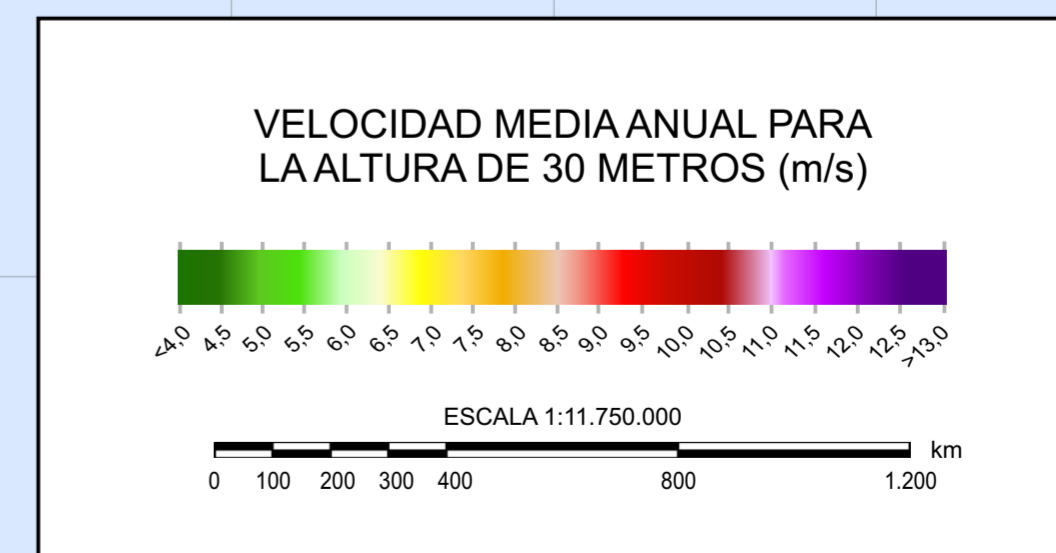 VELOCIDAD MEDIA ANUAL PARA
LA ALTURA DE 30 METROS (m/s)
<4,0 4,5 5,0 5,5 6,0 6,5 7,0 7,5 8,0 8,5 9,0 9,5 10,0 10,5 11,0 11,5 12,0 12,5 >13,0
ESCALA 1:11.750.000
km
0 100 200 300 400 800 1.200